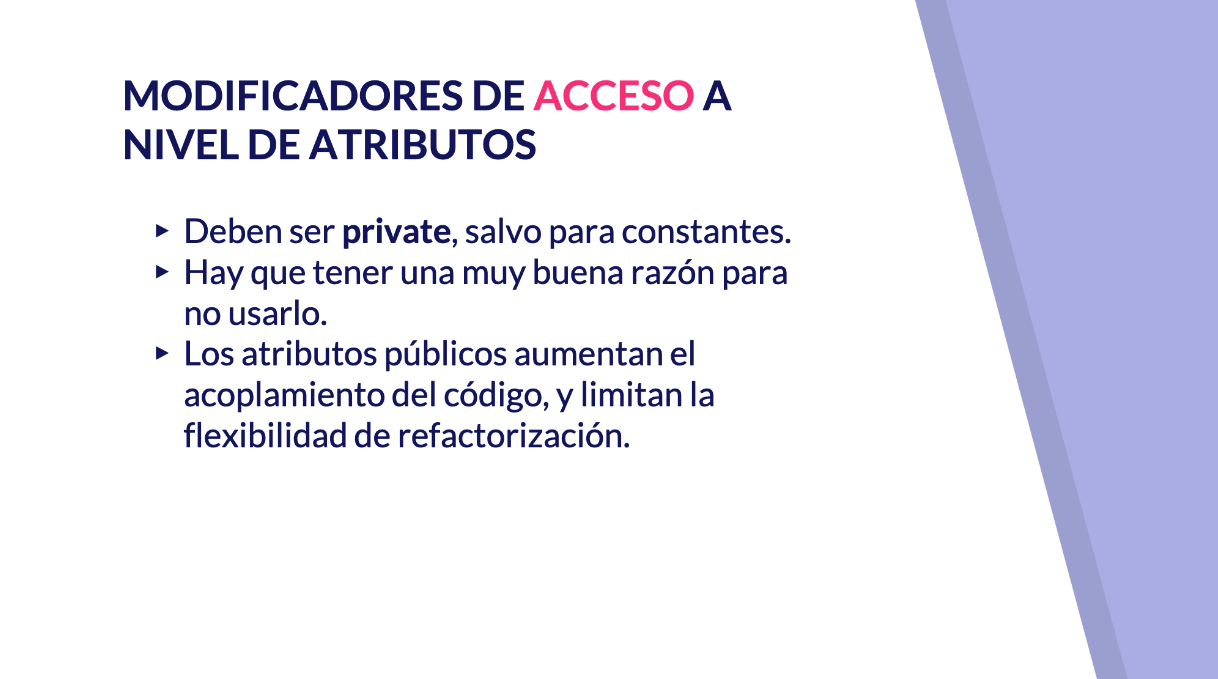 MODIFICADORES DE ACCESO A
NIVEL DE ATRIBUTOS
▸ Deben ser private, salvo para constantes.
▸ Hay que tener una muy buena razón para
no usarlo.
▸ Los atributos públicos aumentan el
acoplamiento del código, y limitan la
flexibilidad de refactorización.